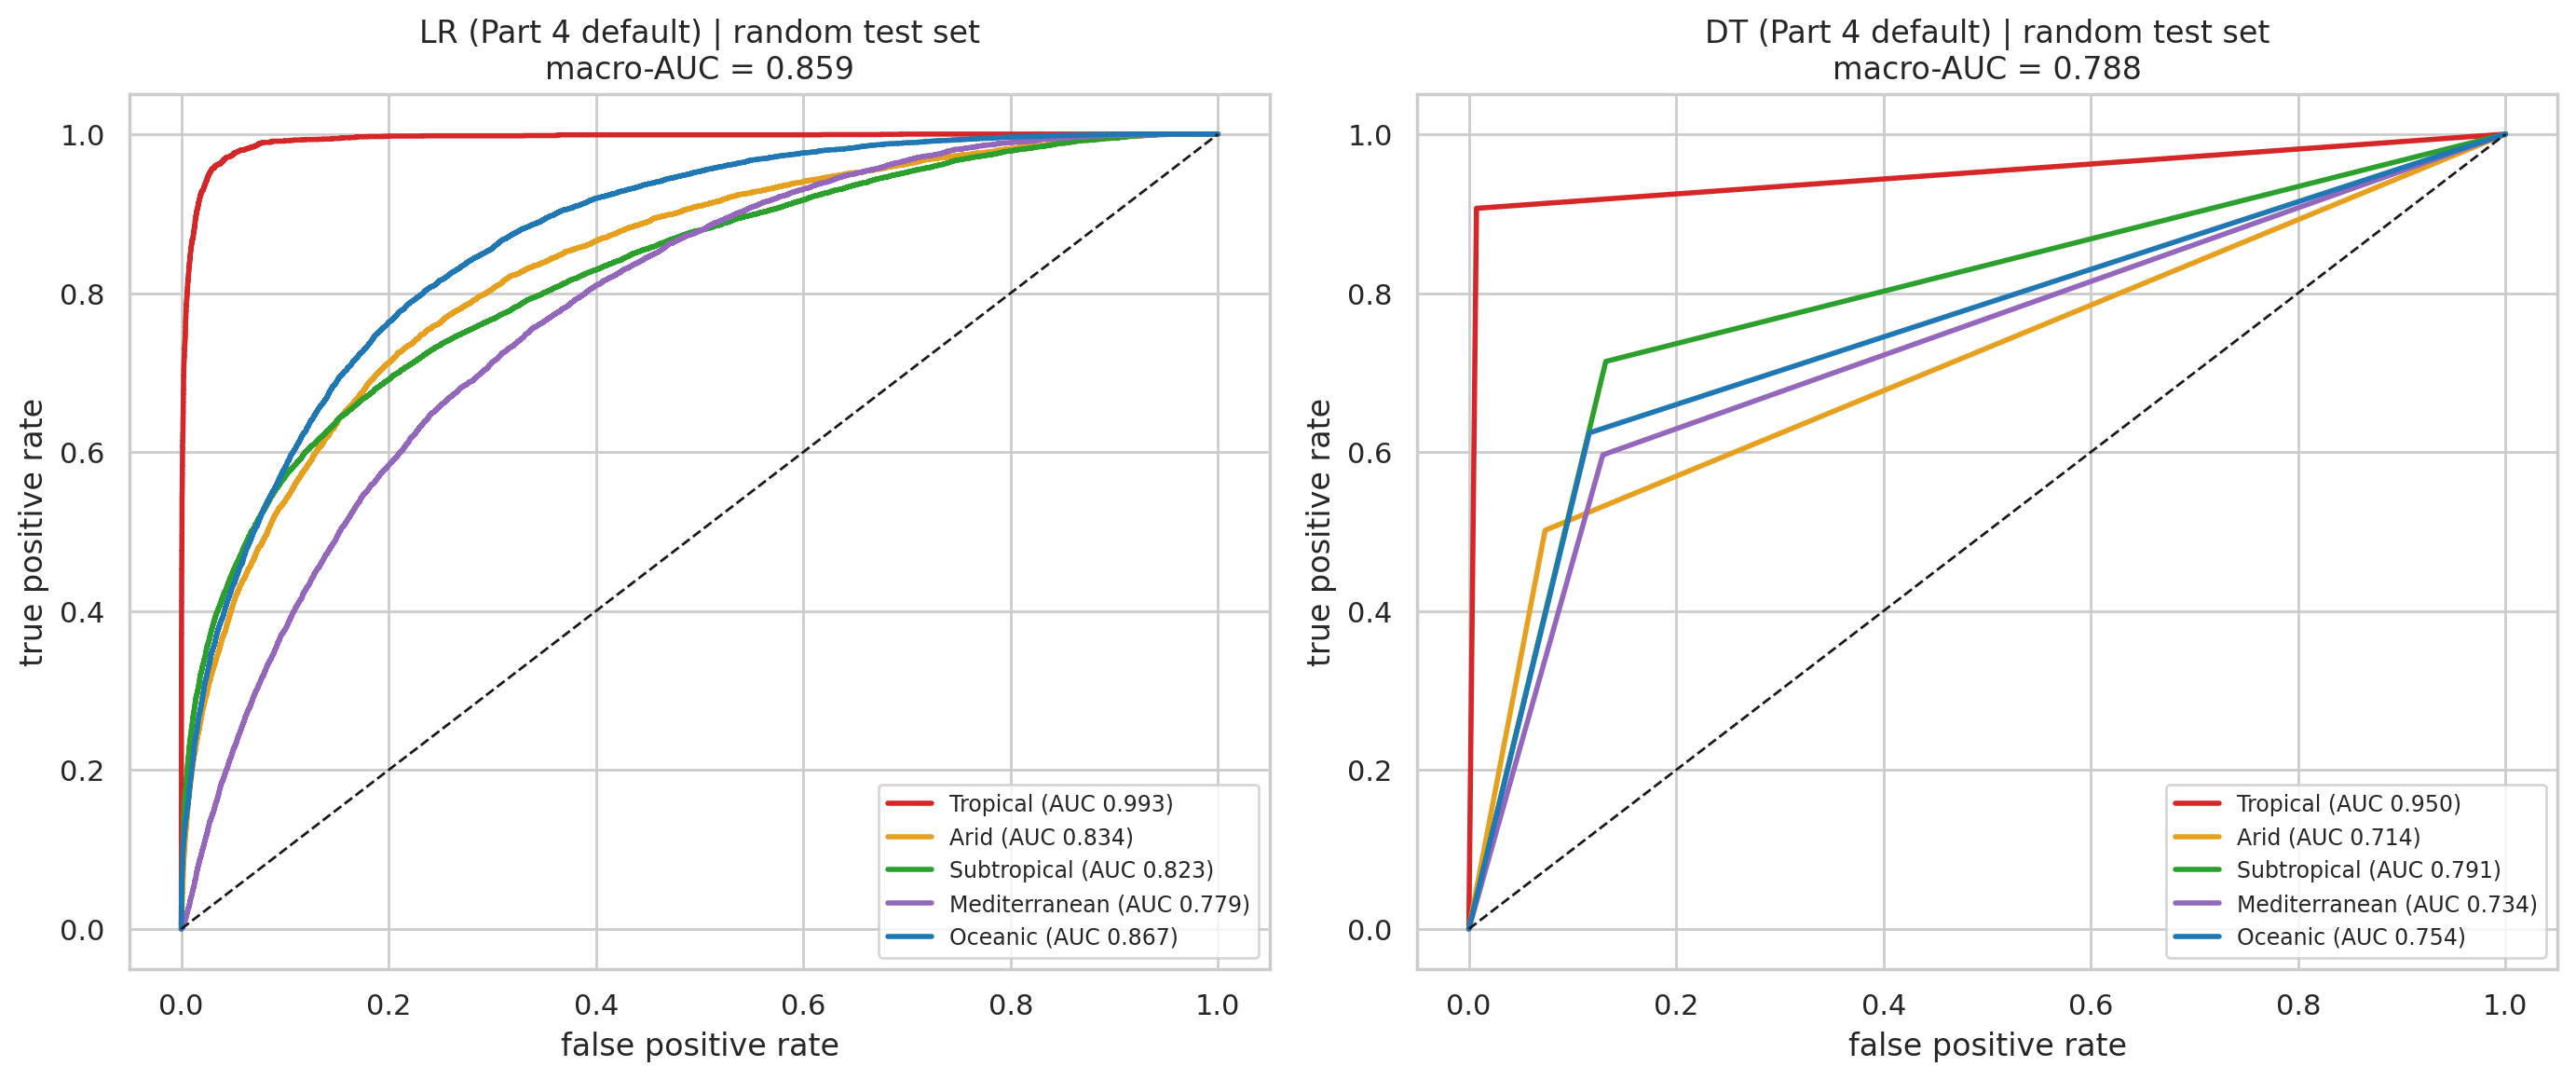 LR (Part 4 default) | random test set
macro-AUC = 0.859
1.0
0.8
0.6
0.4
0.2
0.0
true positive rate
0.0 0.2 0.4 0.6 0.8 1.0
false positive rate
Tropical (AUC 0.993)
Arid (AUC 0.834)
Subtropical (AUC 0.823)
Mediterranean (AUC 0.779)
Oceanic (AUC 0.867)
DT (Part 4 default) | random test set
macro-AUC = 0.788
1.0
0.8
0.6
0.4
0.2
0.0
true positive rate
0.0 0.2 0.4 0.6 0.8 1.0
false positive rate
Tropical (AUC 0.950)
Arid (AUC 0.714)
Subtropical (AUC 0.791)
Mediterranean (AUC 0.734)
Oceanic (AUC 0.754)